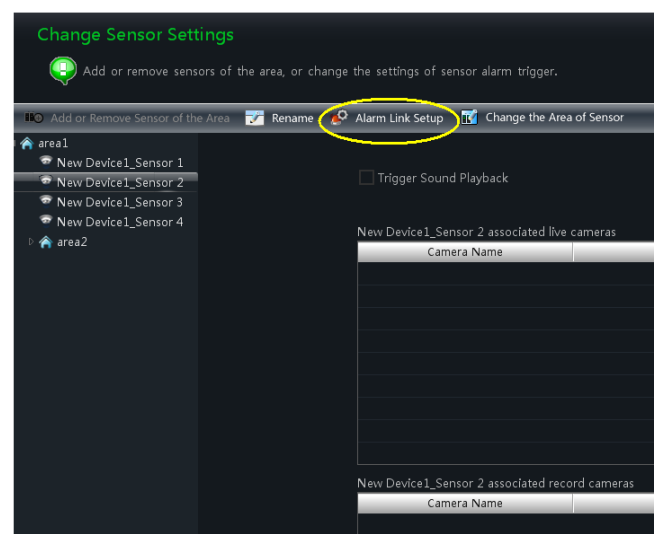 Change Sensor Settings
Add or remove sensors of the area, or change the settings of sensor alarm trigger.
Add or Remove Sensor of the Area Rename Alarm Link Setup Change the Area of Sensor
area1
New Device1_Sensor 1
New Device1_Sensor 2
New Device1_Sensor 3
New Device1_Sensor 4
area2
Trigger Sound Playback
New Device1_Sensor 2 associated live cameras
Camera Name
New Device1_Sensor 2 associated record cameras
Camera Name